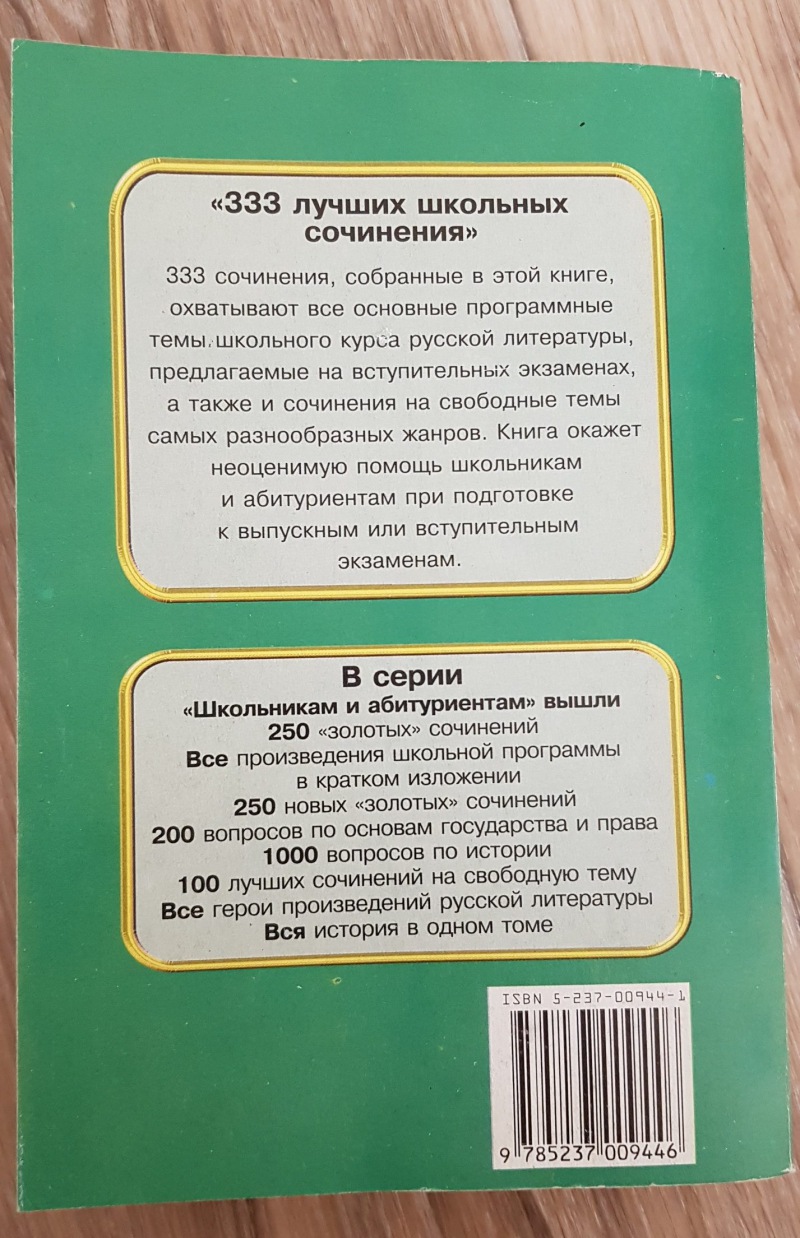 «333 лучших школьных
сочинения»
333 сочинения, собранные в этой книге,
охватывают все основные программные
темы школьного курса русской литературы,
предлагаемые на вступительных экзаменах,
а также и сочинения на свободные темы
самых разнообразных жанров. Книга окажет
неоценимую помощь школьникам
и абитуриентам при подготовке
к выпускным или вступительным
экзаменам.
В серии
«Школьникам и абитуриентам» вышли
250 «золотых» сочинений
Все произведения школьной программы
в кратком изложении
250 новых «золотых» сочинений
200 вопросов по основам государства и права
1000 вопросов по истории
100 лучших сочинений на свободную тему
Все герои произведений русской литературы
Вся история в одном томе
ISBN 5-237-00944-1
9 785237 009446